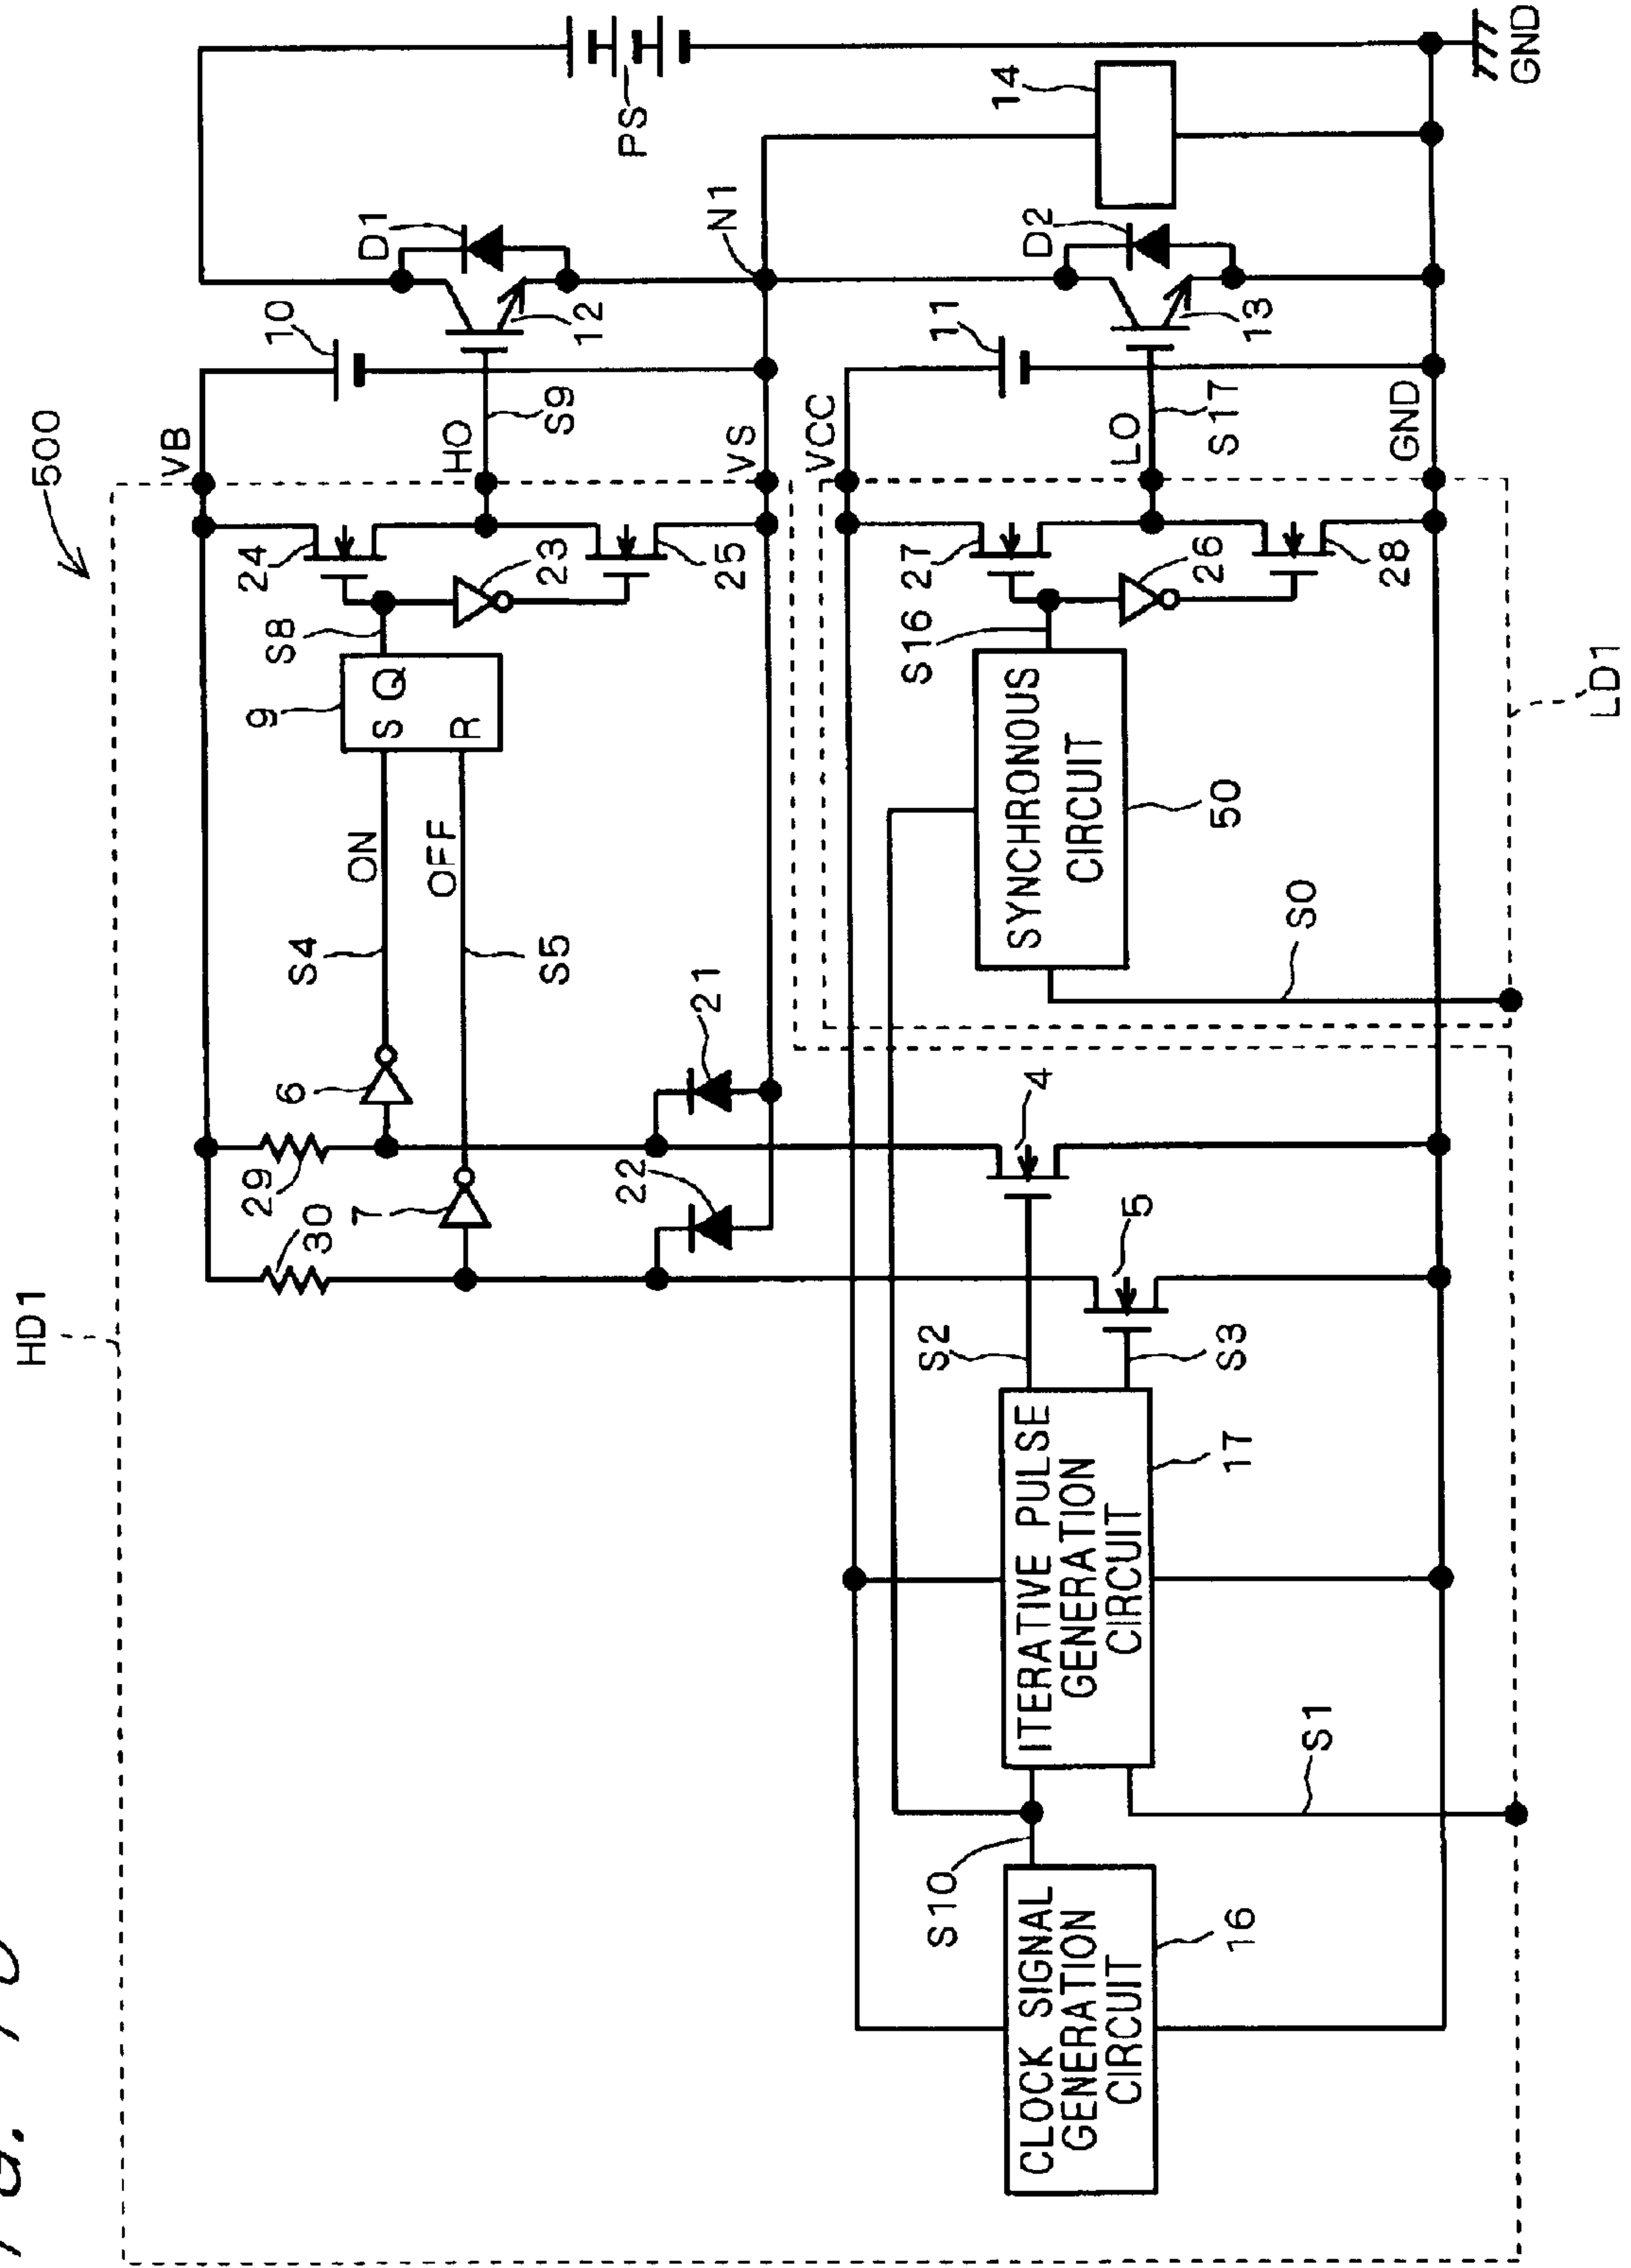 500
HD1
VB
10
D1
PS
24
HO
S9
12
S8
23
9
S Q
R
25
VS
N1
ON
OFF
S4
S5
6
29
7
30
21
22
VCC
11
D2
14
27
LO
S17
13
S16
26
28
GND
GND
SYNCHRONOUS
CIRCUIT
50
S0
LD1
4
5
S2
S3
ITERATIVE PULSE
GENERATION
CIRCUIT
17
S1
S10
CLOCK SIGNAL
GENERATION
CIRCUIT
16